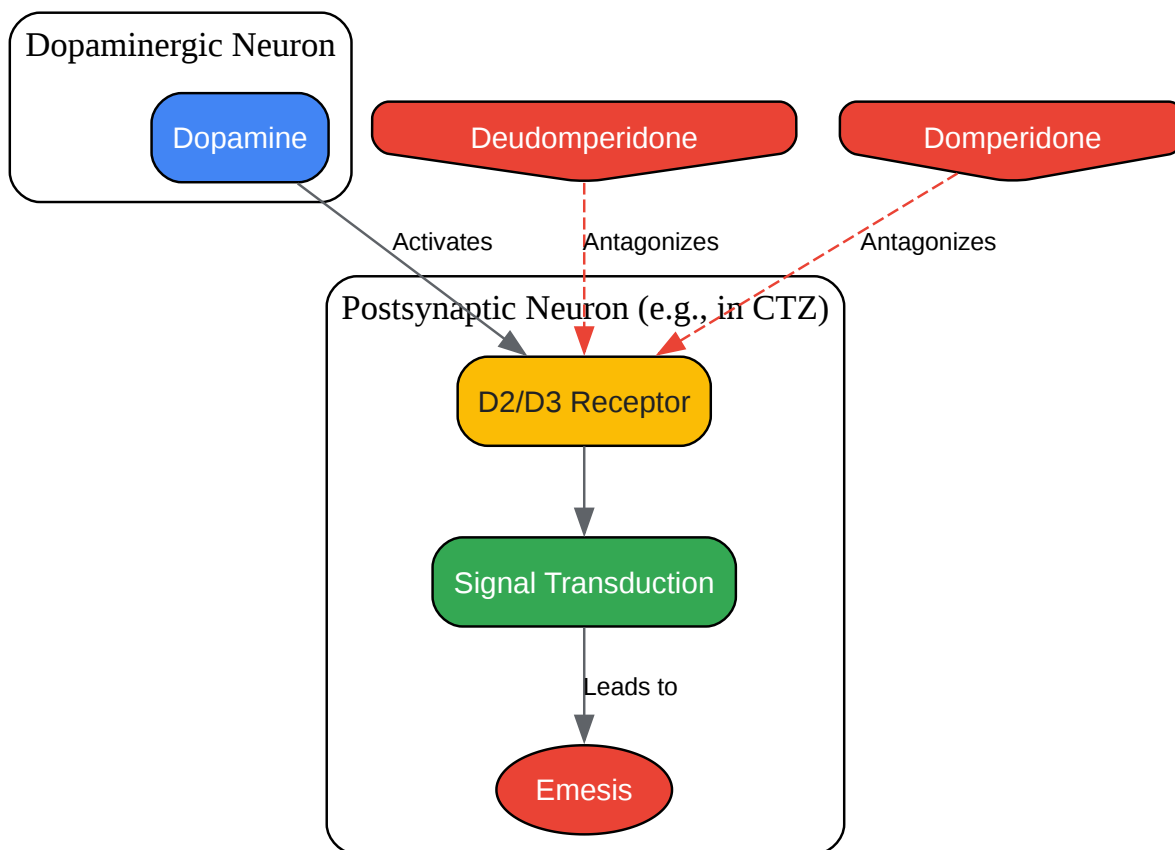 Dopaminergic Neuron
Dopamine
Deudomperidone
Domperidone
Activates
Antagonizes
Antagonizes
Postsynaptic Neuron (e.g., in CTZ)
D2/D3 Receptor
Signal Transduction
Leads to
Emesis